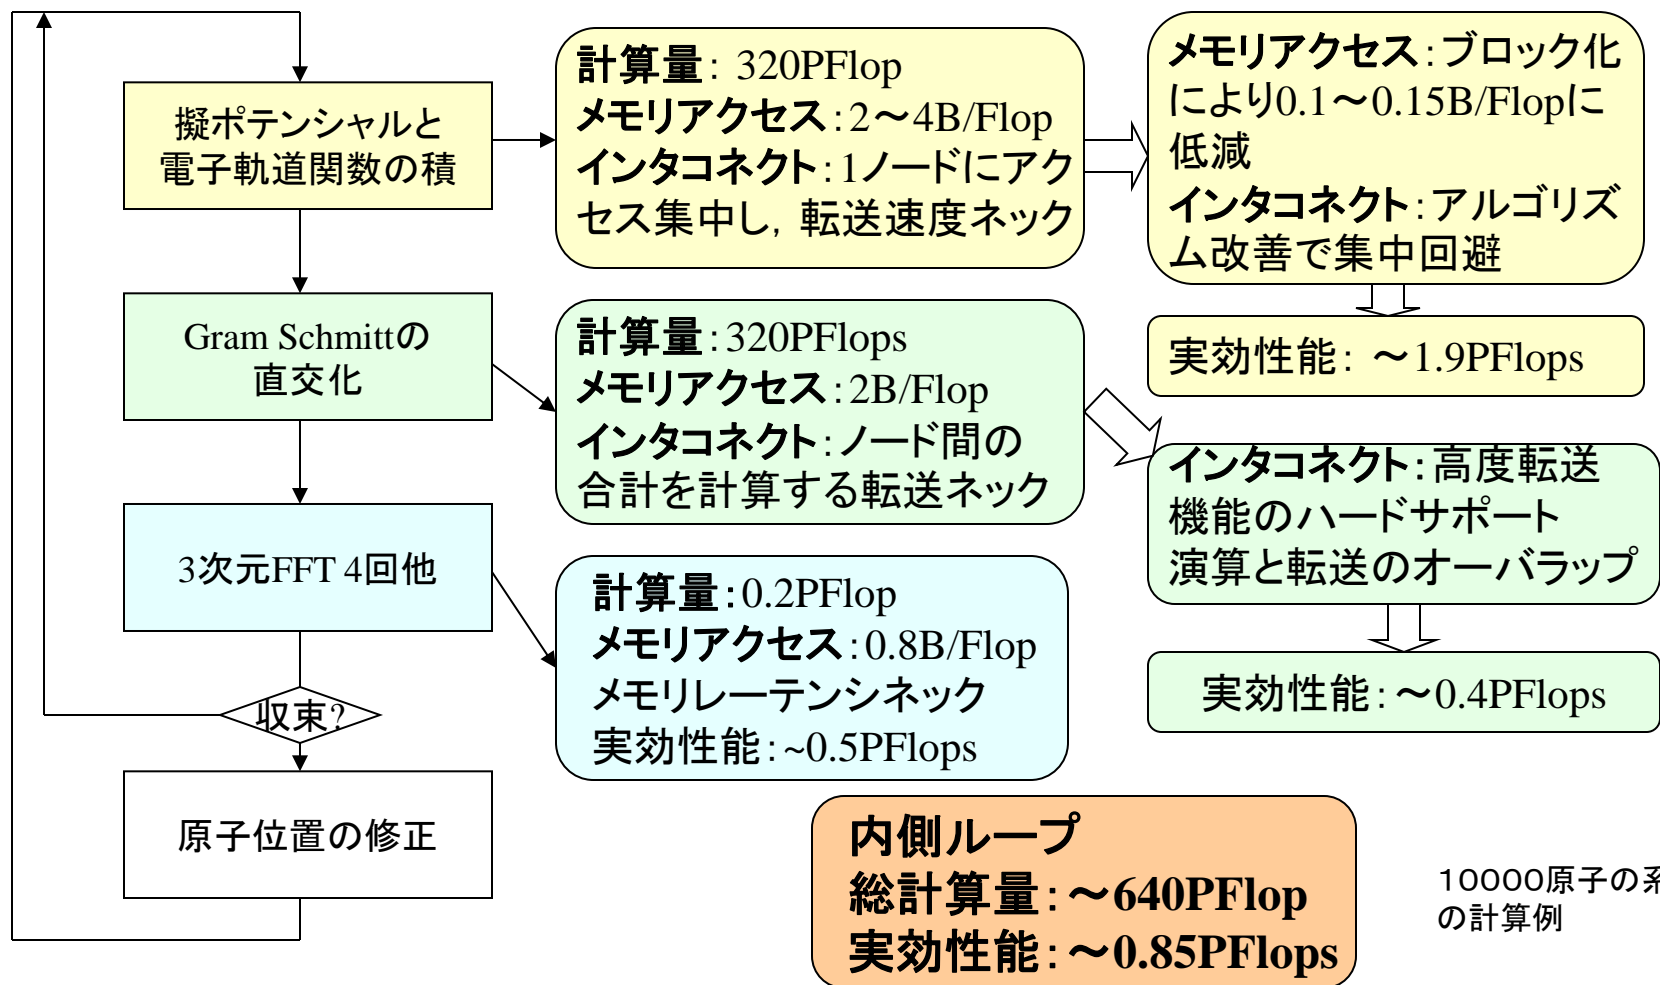 擬ポテンシャルと
電子軌道関数の積
計算量：320PFlop
メモリアクセス：2～4B/Flop
インタコネクト：1ノードにアク
セス集中し，転送速度ネック
メモリアクセス：ブロック化
により0.1～0.15B/Flopに
低減
インタコネクト：アルゴリズ
ム改善で集中回避
実効性能：～1.9PFlops
Gram Schmittの
直交化
計算量：320PFlops
メモリアクセス：2B/Flop
インタコネクト：ノード間の
合計を計算する転送ネック
インタコネクト：高度転送
機能のハードサポート
演算と転送のオーバラップ
実効性能：～0.4PFlops
3次元FFT 4回他
計算量：0.2PFlop
メモリアクセス：0.8B/Flop
メモリレーテンシネック
実効性能：~0.5PFlops
収束?
原子位置の修正
内側ループ
総計算量：～640PFlop
実効性能：～0.85PFlops
10000原子の系
の計算例